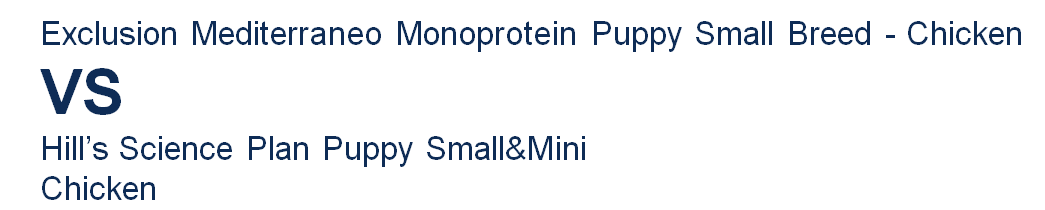 Exclusion Mediterraneo Monoprotein Puppy Small Breed - Chicken
VS
Hill’s Science Plan Puppy Small&Mini
Chicken